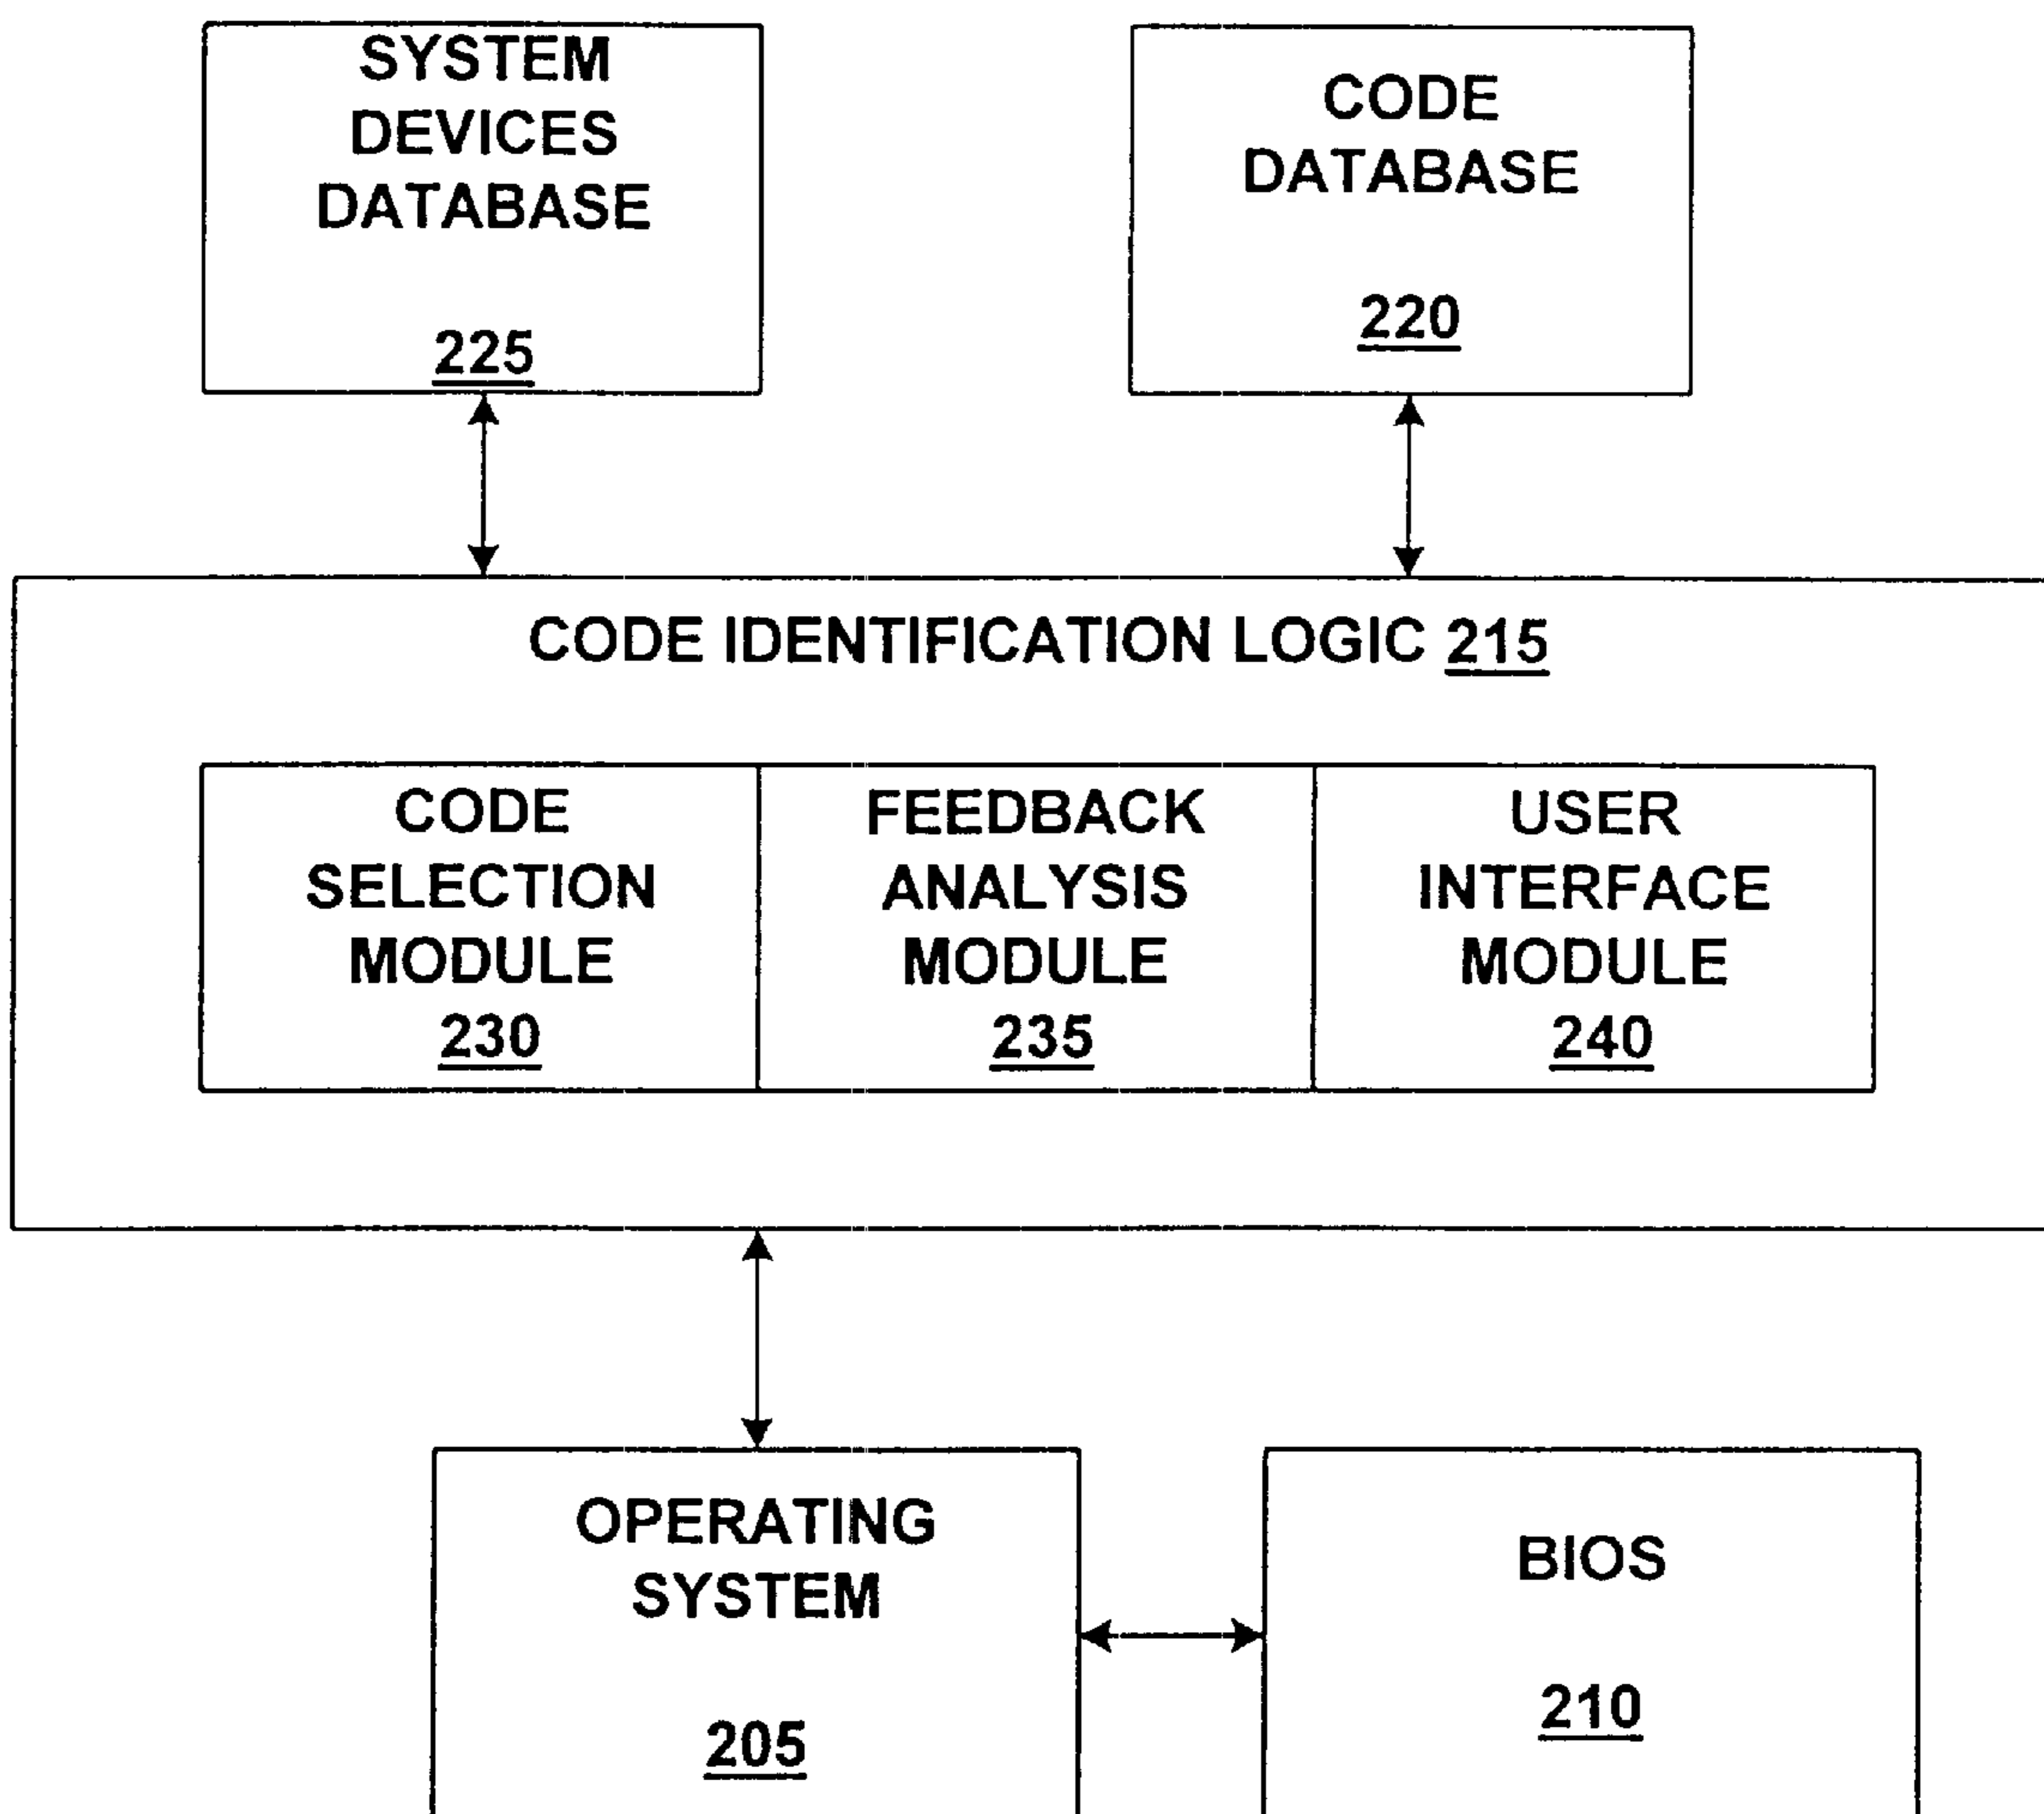 SYSTEM
DEVICES
DATABASE
225
CODE
DATABASE
220
CODE IDENTIFICATION LOGIC 215
CODE
SELECTION
MODULE
230
FEEDBACK
ANALYSIS
MODULE
235
USER
INTERFACE
MODULE
240
OPERATING
SYSTEM
205
BIOS
210